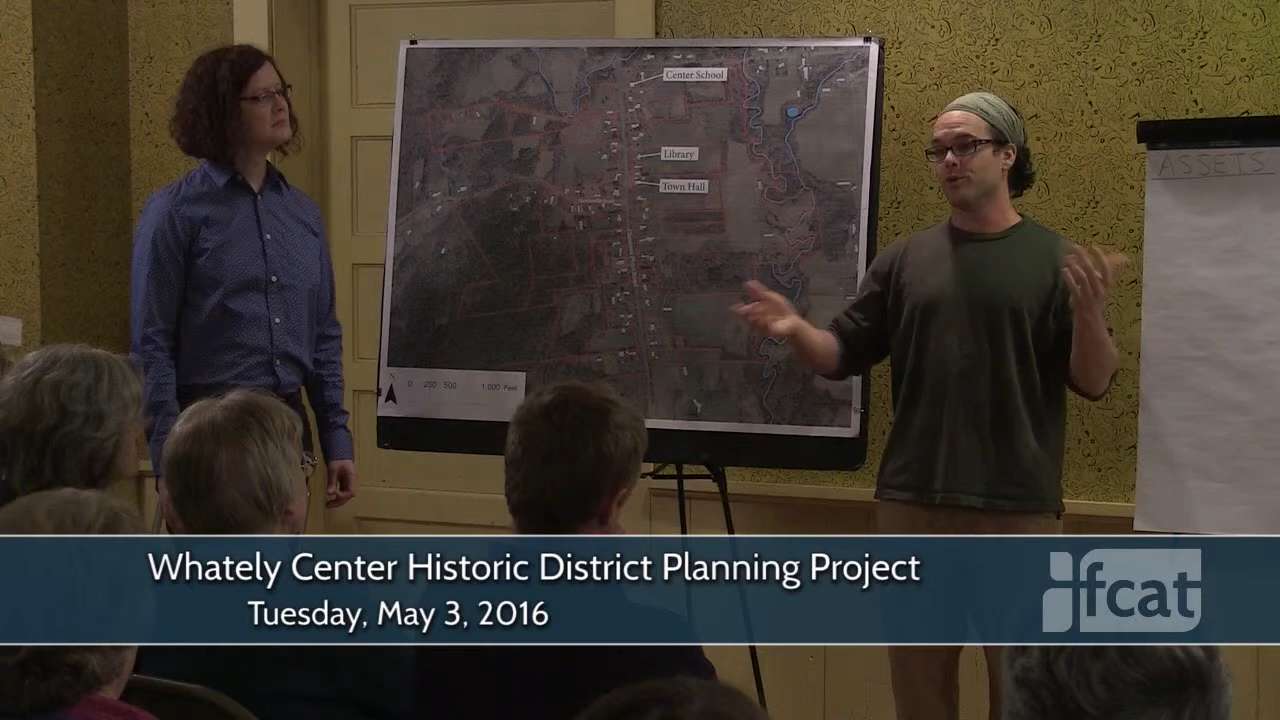 Center School
Library
Town Hall
ASSETS
N
0 250 500 1,000 Feet
Whately Center Historic District Planning Project
Tuesday, May 3, 2016
fcat